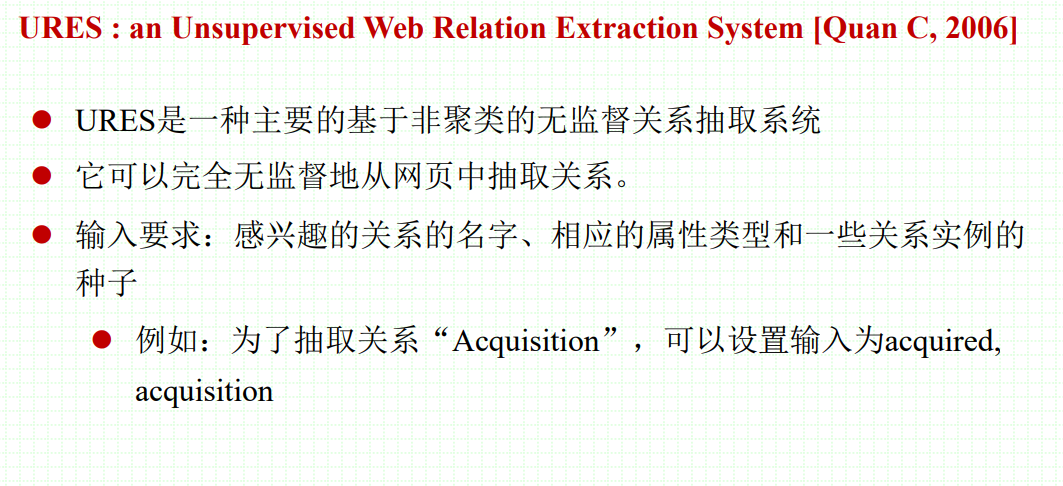 URES : an Unsupervised Web Relation Extraction System [Quan C, 2006]
● URES是一种主要的基于非聚类的无监督关系抽取系统
● 它可以完全无监督地从网页中抽取关系。
● 输入要求：感兴趣的关系的名字、相应的属性类型和一些关系实例的
种子
● 例如：为了抽取关系“Acquisition”，可以设置输入为acquired,
acquisition